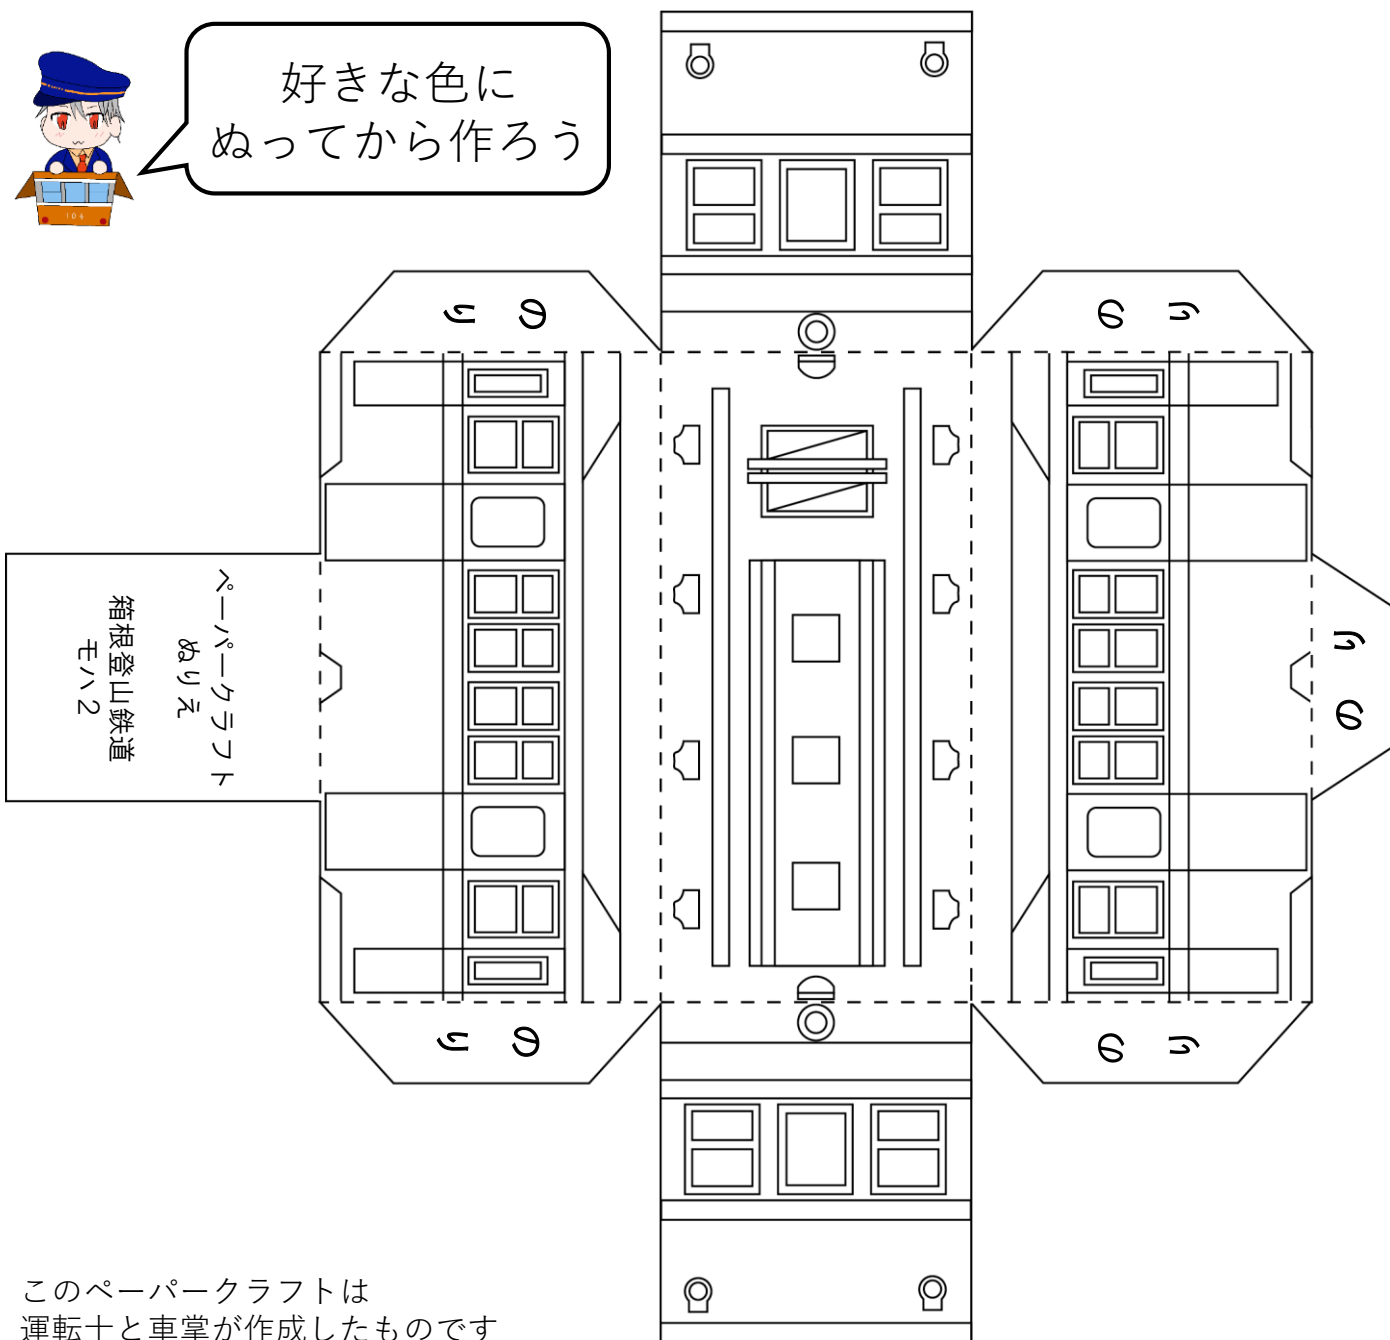 好きな色に
ぬってから作ろう
104
のり
のり
ペーパークラフト
ぬりえ
箱根登山鉄道
モハ2
のり
のり
のり
このペーパークラフトは
運転士と車掌が作成したものです